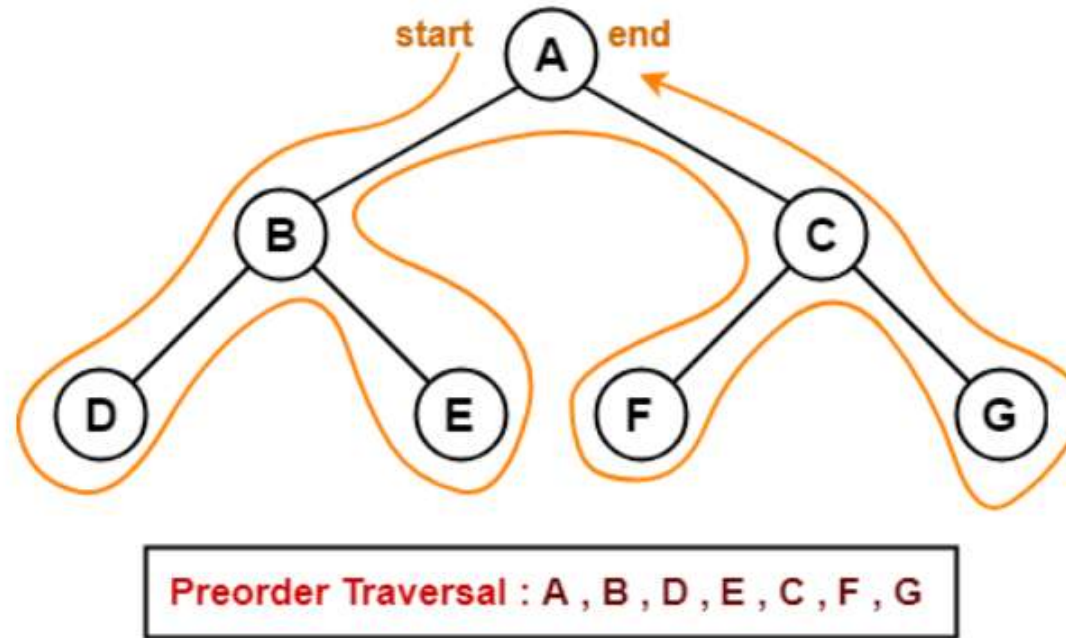 start A end
B C
D E F G
Preorder Traversal : A , B , D , E , C , F , G